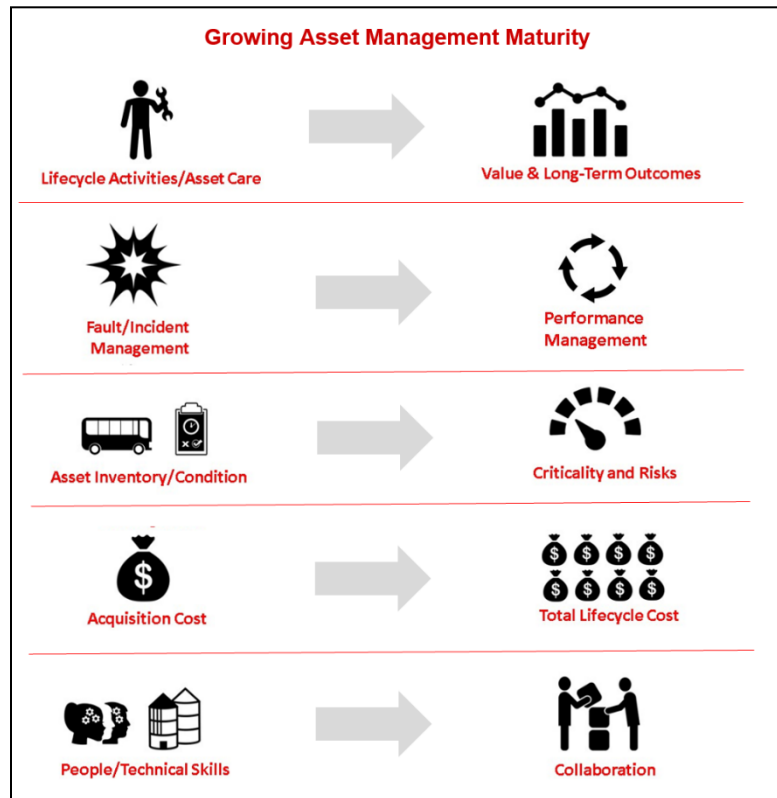 Growing Asset Management Maturity
Lifecycle Activities/Asset Care
Value & Long-Term Outcomes
Fault/Incident
Management
Performance
Management
Asset Inventory/Condition
Criticality and Risks
$
Acquisition Cost
$ $ $ $
$ $ $ $
Total Lifecycle Cost
People/Technical Skills
Collaboration